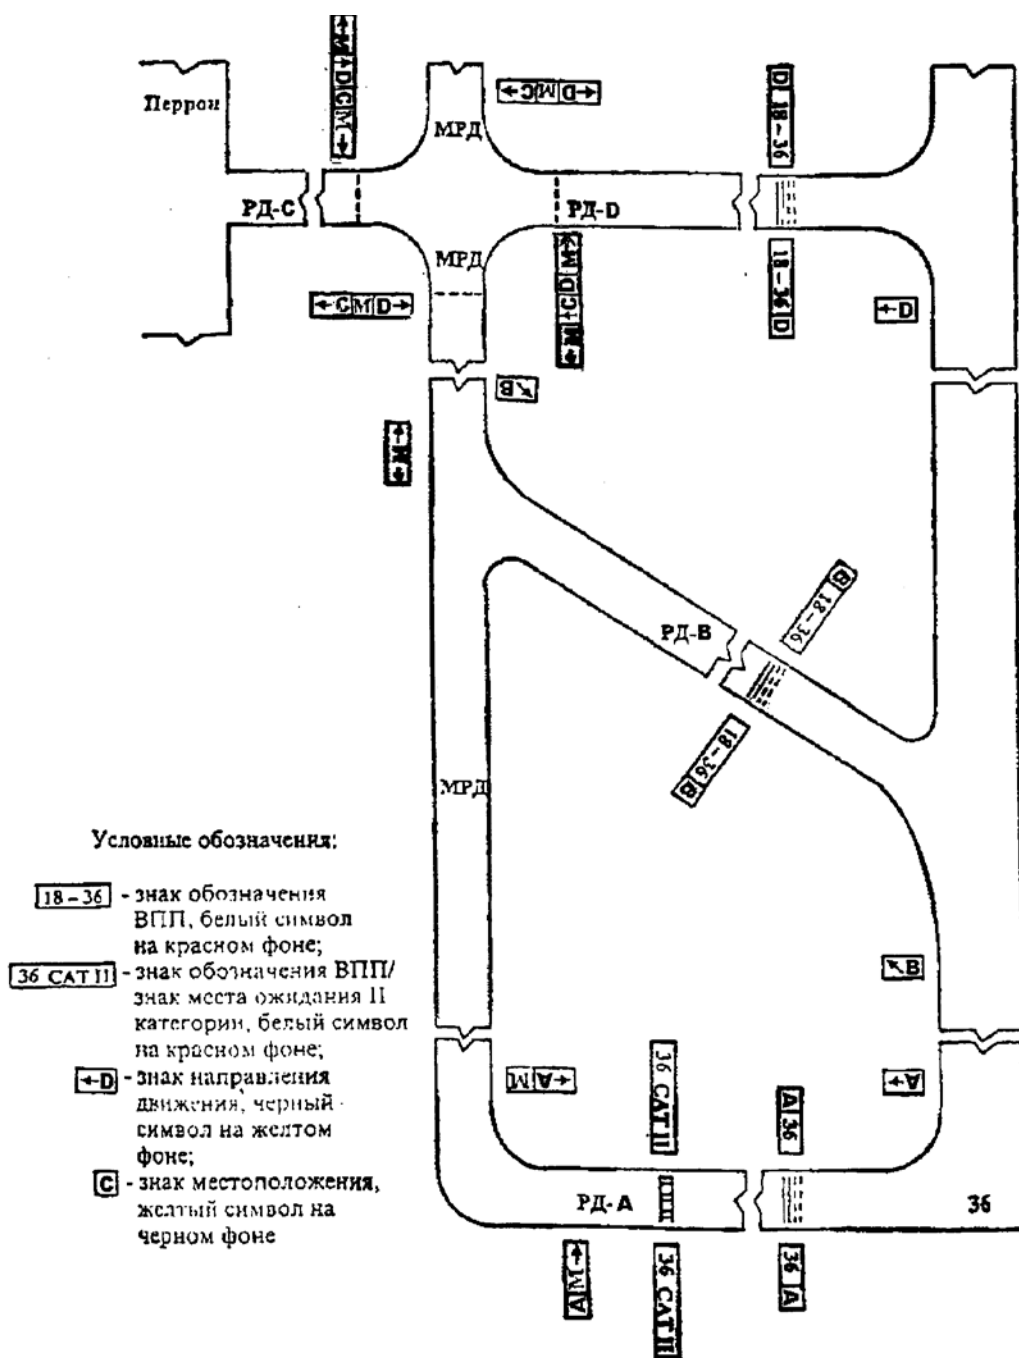 ←M↑D|C|M→
Перрон
МРД
C|M|D→
D 18-36
РД-C
РД-D
МРД
←C|M|D→
←M↑C|D|M→
18-36 D
←D
B
←M→
B 18-36
РД-B
18-36 B
МРД
Условные обозначения:
18-36 - знак обозначения
ВПП, белый символ
на красном фоне;
36 CAT II - знак обозначения ВПП/
знак места ожидания II
категории, белый символ
на красном фоне;
←D - знак направления
движения, черный
символ на желтом
фоне;
C - знак местоположения,
желтый символ на
черном фоне
↖B
←A|M
36 CAT II
A 36
←A
РД-A
36
A|M→
36 CAT II
36 A